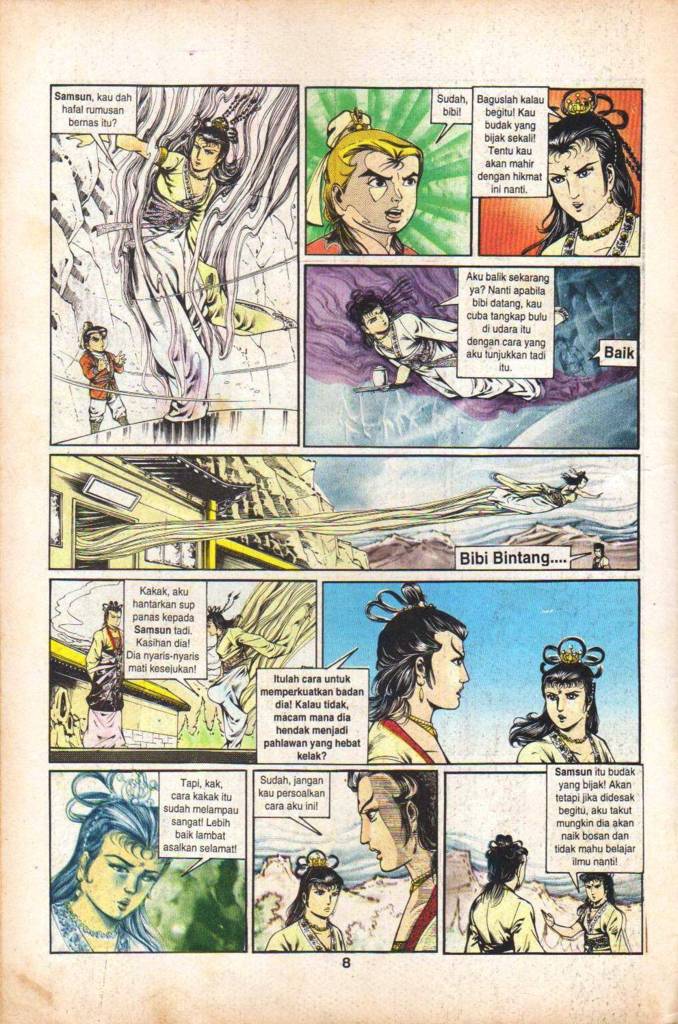 Samsun, kau dah
hafal rumusan
bernas itu?
Sudah,
bibi!
Baguslah kalau
begitu! Kau
budak yang
bijak sekali!
Tentu kau
akan mahir
dengan hikmat
ini nanti.
Aku balik sekarang
ya? Nanti apabila
bibi datang, kau
cuba tangkap bulu
di udara itu
dengan cara yang
aku tunjukkan tadi
itu.
Baik
Bibi Bintang....
Kakak, aku
hantarkan sup
panas kepada
Samsun tadi.
Kasihan dia!
Dia nyaris-nyaris
mati kesejukan!
Itulah cara untuk
memperkuatkan badan
dia! Kalau tidak,
macam mana dia
hendak menjadi
pahlawan yang hebat
kelak?
Tapi, kak,
cara kakak itu
sudah melampau
sangat! Lebih
baik lambat
asalkan selamat!
Sudah, jangan
kau persoalkan
cara aku ini!
Samsun itu budak
yang bijak! Akan
tetapi jika didesak
begitu, aku takut
mungkin dia akan
naik bosan dan
tidak mahu belajar
ilmu nanti!
8